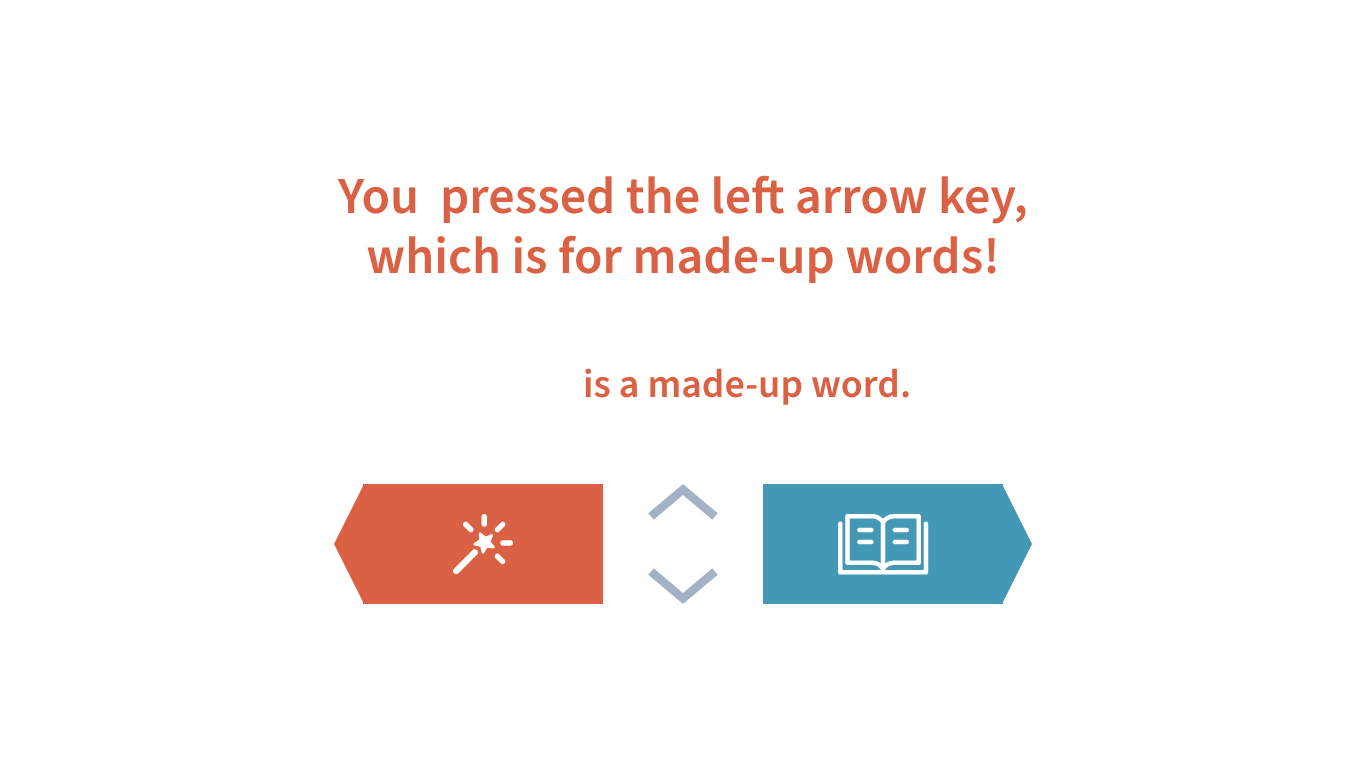 You  pressed the left arrow key,
which is for made-up words!
is a made-up word.